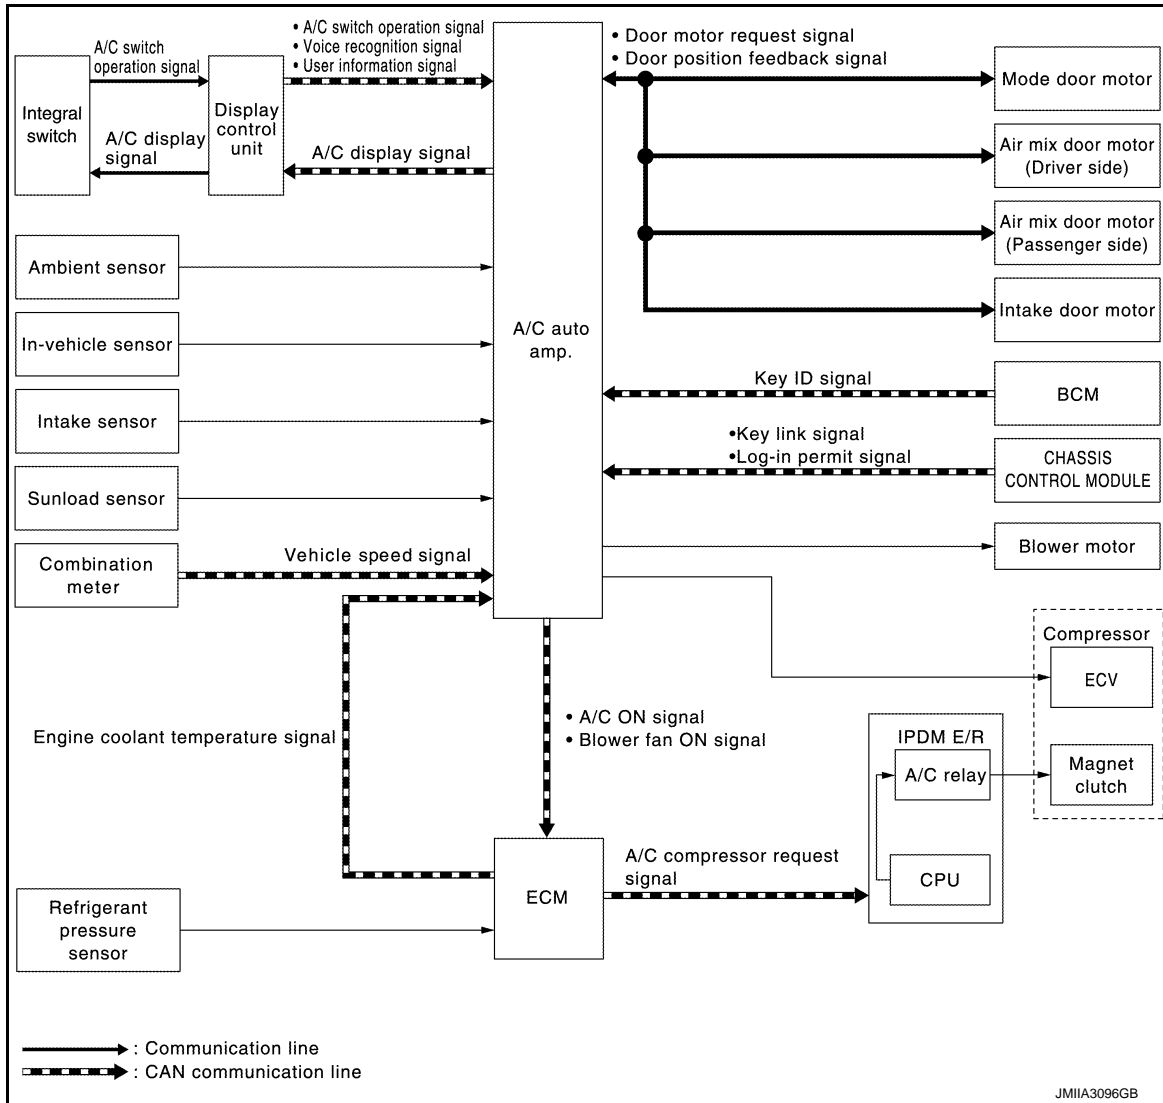 A/C switch
operation signal
• A/C switch operation signal
• Voice recognition signal
• User information signal
• Door motor request signal
• Door position feedback signal
Integral
switch
Display
control
unit
A/C display
signal
A/C display signal
Mode door motor
Air mix door motor
(Driver side)
Air mix door motor
(Passenger side)
Intake door motor
Ambient sensor
In-vehicle sensor
Intake sensor
Sunload sensor
Combination
meter
A/C auto
amp.
Key ID signal
BCM
•Key link signal
•Log-in permit signal
CHASSIS
CONTROL MODULE
Vehicle speed signal
Blower motor
Compressor
ECV
Magnet
clutch
Engine coolant temperature signal
• A/C ON signal
• Blower fan ON signal
IPDM E/R
A/C relay
CPU
A/C compressor request
signal
ECM
Refrigerant
pressure
sensor
: Communication line
: CAN communication line
JMIIA3096GB